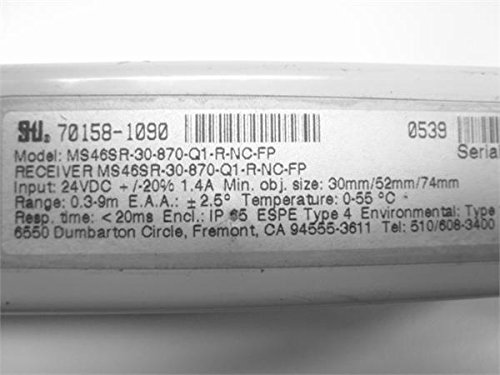 STI. 70158-1090 0539
Model: MS46SR-30-870-Q1-R-NC-FP Serial
RECEIVER MS46SR-30-870-Q1-R-NC-FP
Input: 24VDC +/-20% 1.4A Min. obj. size: 30mm/52mm/74mm
Range: 0.3-9m E.A.A.: ± 2.5° Temperature: 0-55 °C
Resp. time: < 20ms Encl.: IP 65 ESPE Type 4 Environmental: Type
6550 Dumbarton Circle, Fremont, CA 94555-3611 Tel: 510/608-3400